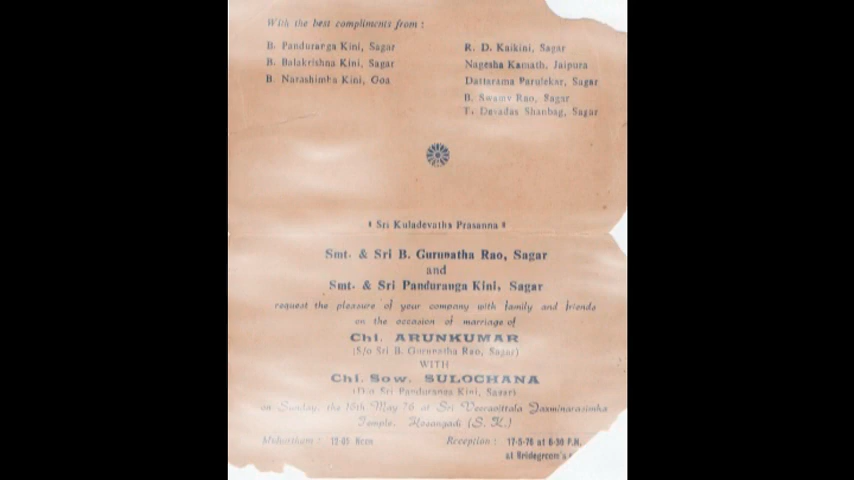 With the best compliments from :
B. Panduranga Kini, Sagar
B. Balakrishna Kini, Sagar
B. Narashimha Kini, Goa
R. D. Kaikini, Sagar
Nagesha Kamath, Jaipura
Dattarama Parulekar, Sagar
B. Swamy Rao, Sagar
T. Devadas Shanbag, Sagar
Sri Kuladevatha Prasanna
Smt. & Sri B. Gurunatha Rao, Sagar
and
Smt. & Sri Panduranga Kini, Sagar
request the pleasure of your company with family and friends
on the occasion of marriage of
Chi. ARUNKUMAR
(S/o Sri B. Gurunatha Rao, Sagar)
WITH
Chi. Sow. SULOCHANA
(D/o Sri Panduranga Kini, Sagar)
on Sunday, the 16th May 76 at Sri
Temple, Hosangadi (S. K.)
Muhurtham : 12-05 Noon
Reception : 17-5-76 at 6-30 P.M.
at Bridegroom's